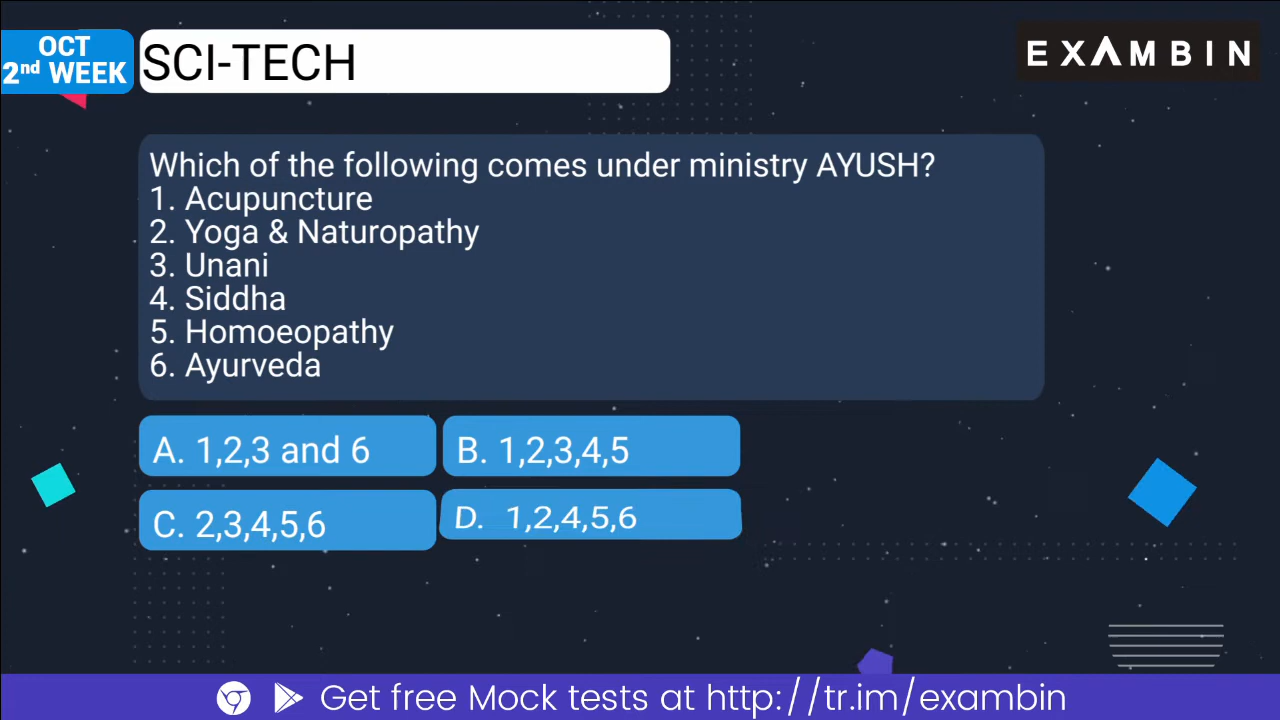 OCT
2nd WEEK
SCI-TECH
EXAMBIN
Which of the following comes under ministry AYUSH?
1. Acupuncture
2. Yoga & Naturopathy
3. Unani
4. Siddha
5. Homoeopathy
6. Ayurveda
A. 1,2,3 and 6
B. 1,2,3,4,5
C. 2,3,4,5,6
D. 1,2,4,5,6
Get free Mock tests at http://tr.im/exambin